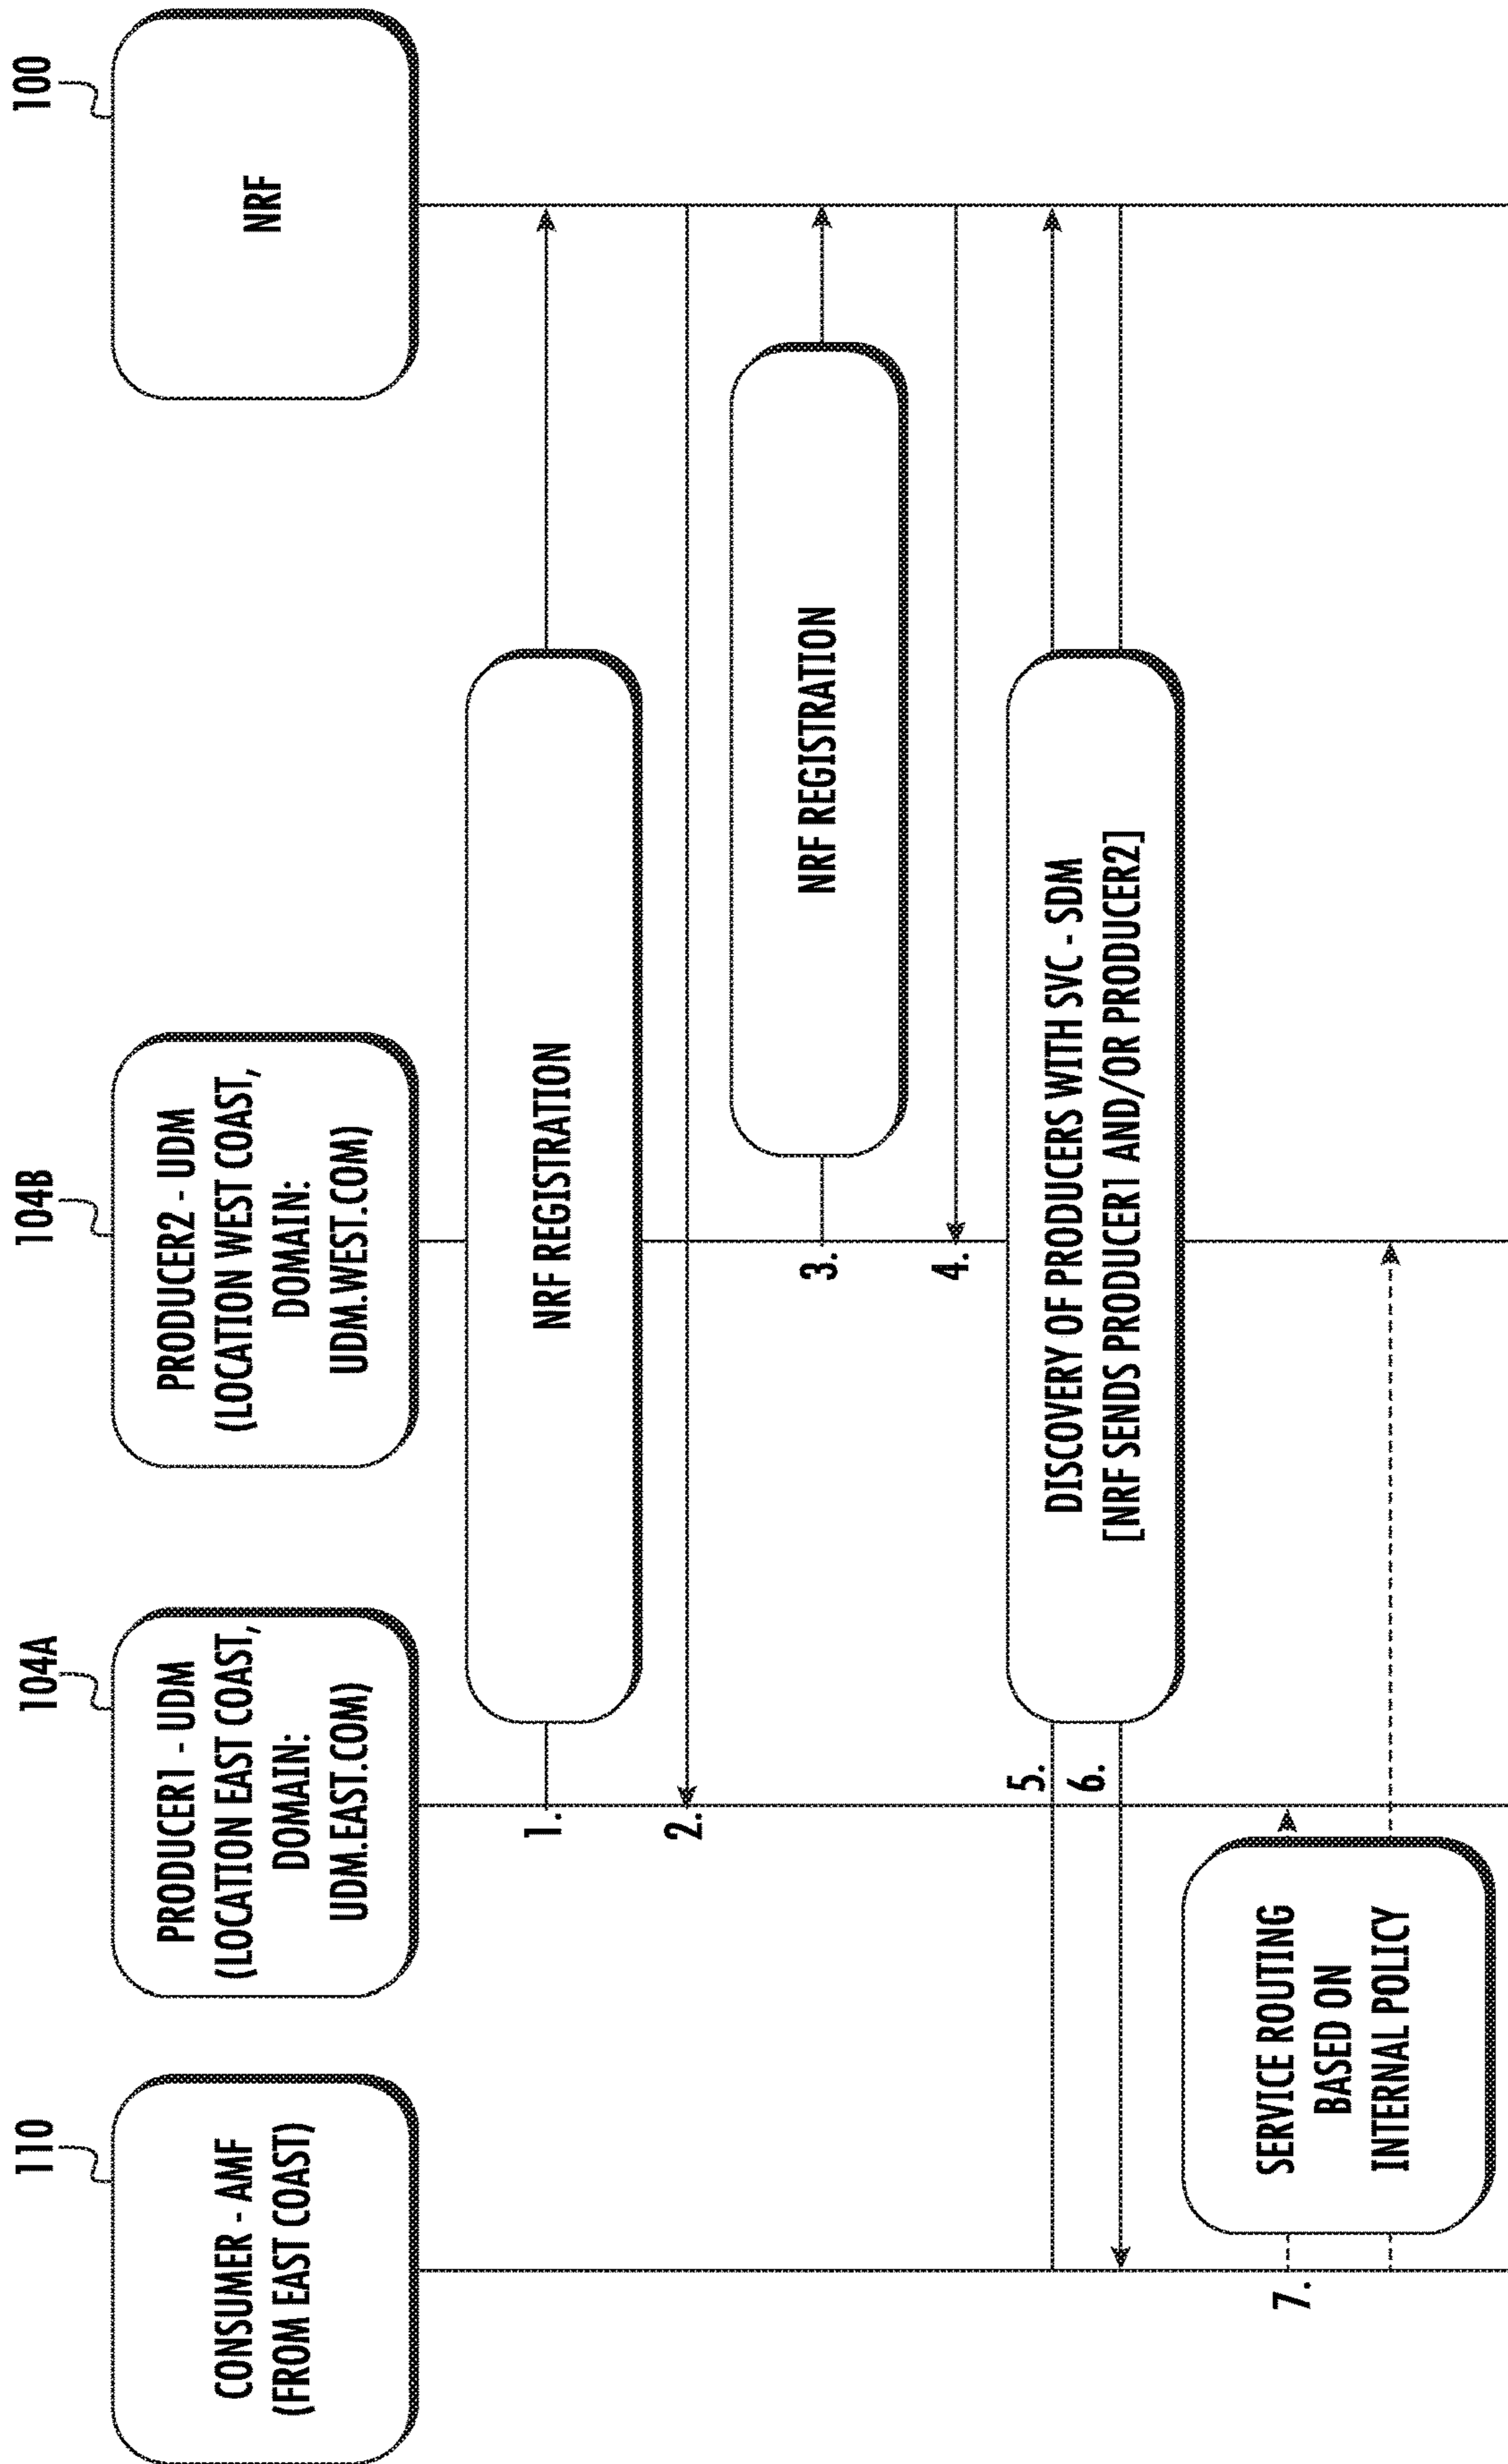 110
CONSUMER - AMF
(FROM EAST COAST)
104A
PRODUCER1 - UDM
(LOCATION EAST COAST,
DOMAIN:
UDM.EAST.COM)
104B
PRODUCER2 - UDM
(LOCATION WEST COAST,
DOMAIN:
UDM.WEST.COM)
100
NRF
1.
NRF REGISTRATION
2.
3.
NRF REGISTRATION
4.
5.
DISCOVERY OF PRODUCERS WITH SVC - SDM
[NRF SENDS PRODUCER1 AND/OR PRODUCER2]
6.
7.
SERVICE ROUTING
BASED ON
INTERNAL POLICY